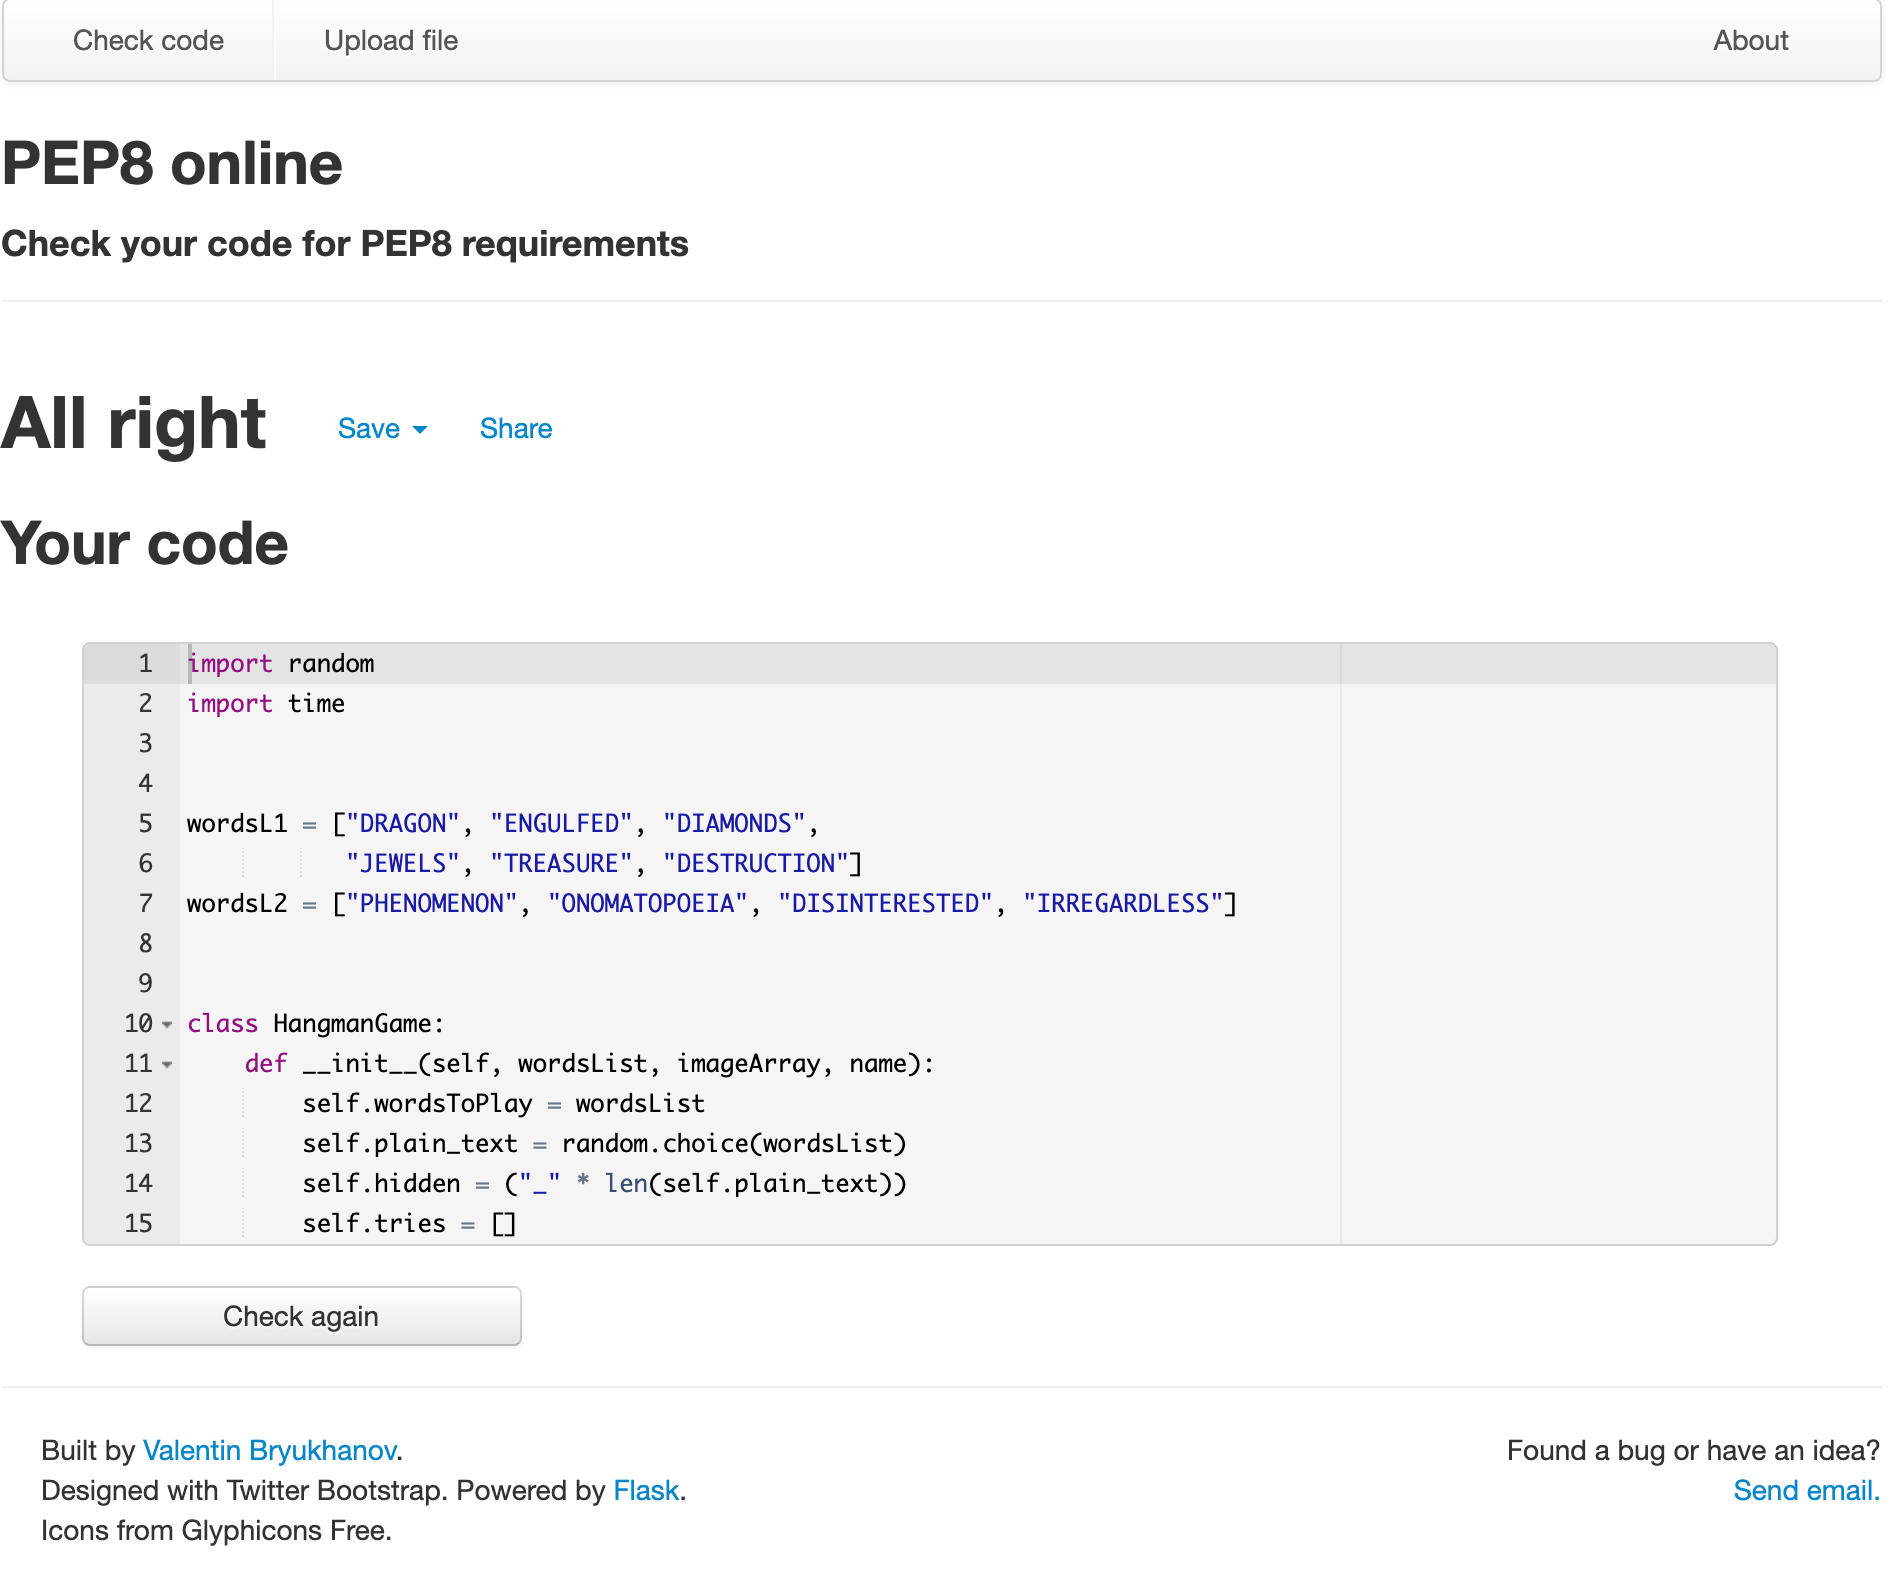 Check code Upload file About
PEP8 online
Check your code for PEP8 requirements
All right Save Share
Your code
1 import random
2 import time
3
4
5 wordsL1 = ["DRAGON", "ENGULFED", "DIAMONDS",
6            "JEWELS", "TREASURE", "DESTRUCTION"]
7 wordsL2 = ["PHENOMENON", "ONOMATOPOEIA", "DISINTERESTED", "IRREGARDLESS"]
8
9
10 class HangmanGame:
11     def __init__(self, wordsList, imageArray, name):
12         self.wordsToPlay = wordsList
13         self.plain_text = random.choice(wordsList)
14         self.hidden = ("_" * len(self.plain_text))
15         self.tries = []
Check again
Built by Valentin Bryukhanov. Found a bug or have an idea?
Designed with Twitter Bootstrap. Powered by Flask. Send email.
Icons from Glyphicons Free.